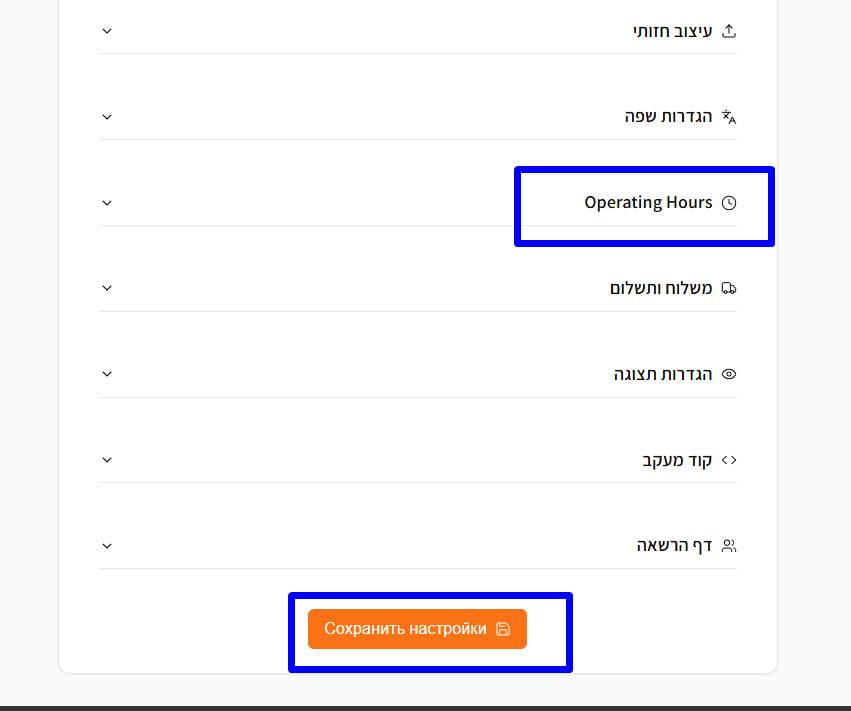 עיצוב חזותי
הגדרות שפה
Operating Hours
משלוח ותשלום
הגדרות תצוגה
קוד מעקב
דף הרשאה
Сохранить настройки